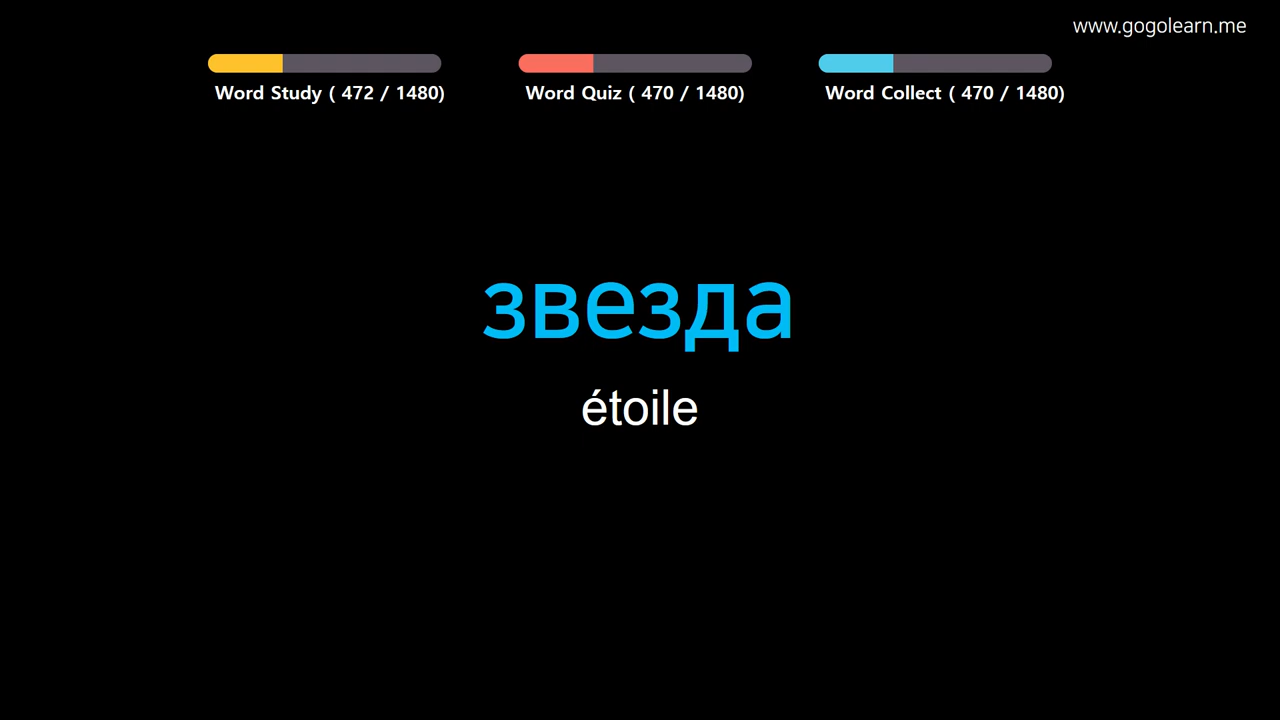 www.gogolearn.me
Word Study ( 472 / 1480)
Word Quiz ( 470 / 1480)
Word Collect ( 470 / 1480)
звезда
étoile